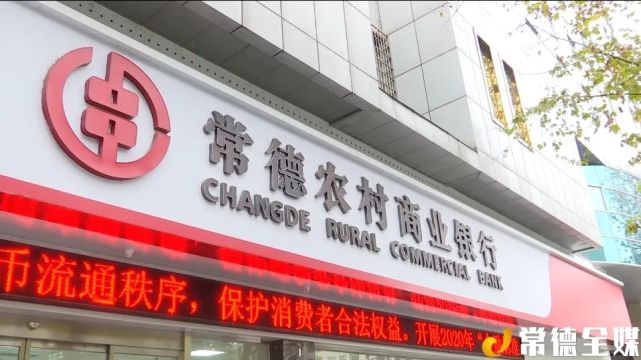 常德农村商业银行
CHANGDE RURAL COMMERCIAL BANK
币流通秩序，保护消费者合法权益。开展2020年“
常德全媒